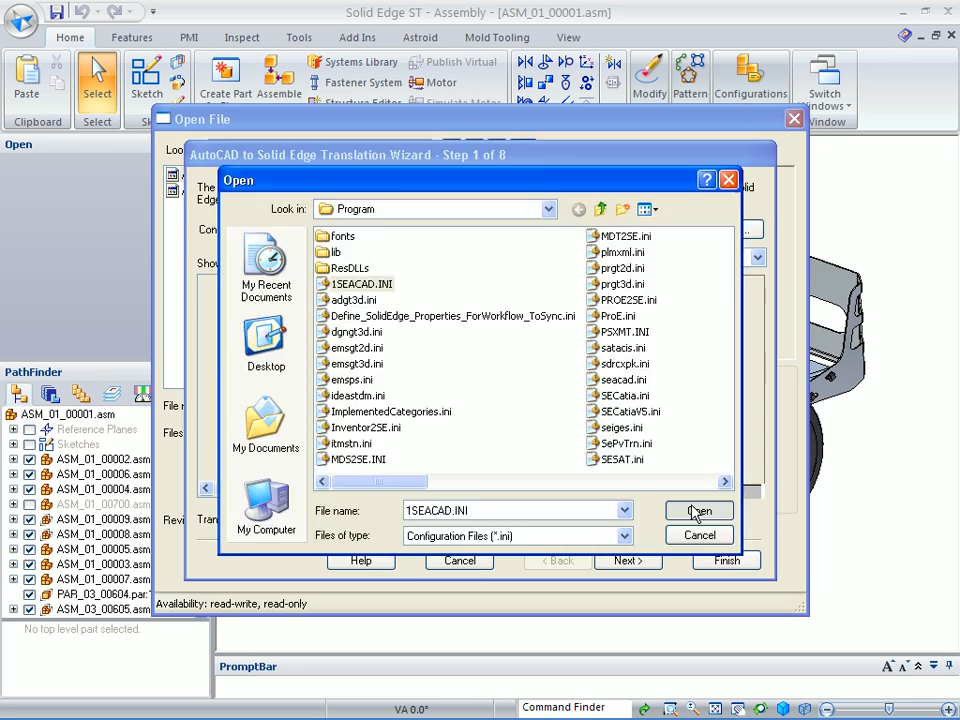 Solid Edge ST - Assembly - [ASM_01_00001.asm]
Home Features PMI Inspect Tools Add Ins Astroid Mold Tooling View
Paste Select Sketch Create Part Assemble
Systems Library
Fastener System
Publish Virtual
Motor
Modify Pattern Configurations Switch
Windows
Clipboard Select
Open
Open File
AutoCAD to Solid Edge Translation Wizard - Step 1 of 8
Open
Look in: Program
My Recent
Documents
Desktop
My Documents
My Computer
fonts
lib
ResDLLs
1SEACAD.INI
adgt3d.ini
Define_SolidEdge_Properties_ForWorkflow_ToSync.ini
dgngt3d.ini
emsgt2d.ini
emsgt3d.ini
emsps.ini
ideastdm.ini
ImplementedCategories.ini
Inventor2SE.ini
itmstn.ini
MDS2SE.INI
MDT2SE.ini
plmxml.ini
prgt2d.ini
prgt3d.ini
PROE2SE.ini
ProE.ini
PSXMT.INI
satacis.ini
sdrcxpk.ini
seacad.ini
SECatia.ini
SECatiaV5.ini
seiges.ini
SePvTrn.ini
SESAT.ini
File name: 1SEACAD.INI
Open
Files of type: Configuration Files (*.ini)
Cancel
Help Cancel < Back Next > Finish
Availability: read-write, read-only
PathFinder
ASM_01_00001.asm
Reference Planes
Sketches
ASM_01_00002.asm
ASM_01_00006.asm
ASM_01_00004.asm
ASM_01_00700.asm
ASM_01_00009.asm
ASM_01_00008.asm
ASM_01_00005.asm
ASM_01_00003.asm
ASM_01_00007.asm
PAR_03_00604.par:
ASM_03_00605.asm
No top level part selected.
PromptBar
VA 0.0° Command Finder